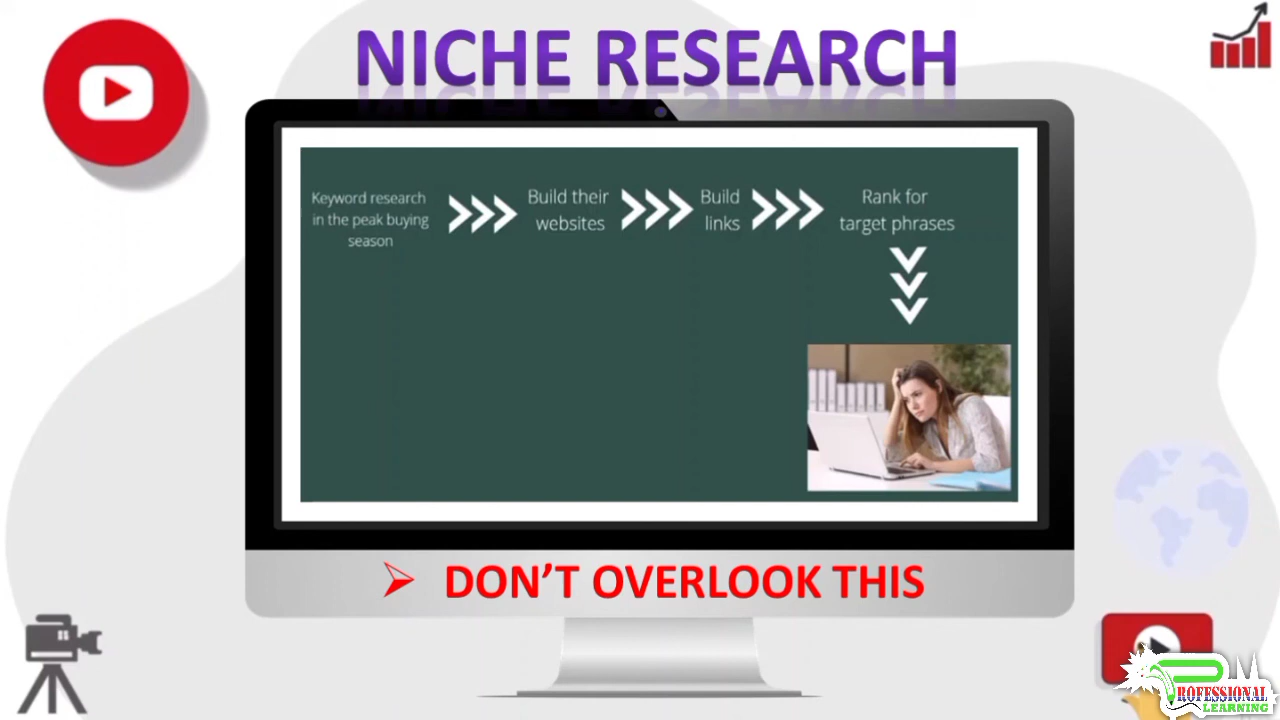 NICHE RESEARCH
Keyword research
in the peak buying
season
Build their
websites
Build
links
Rank for
target phrases
DON'T OVERLOOK THIS
PROFESSIONAL
LEARNING